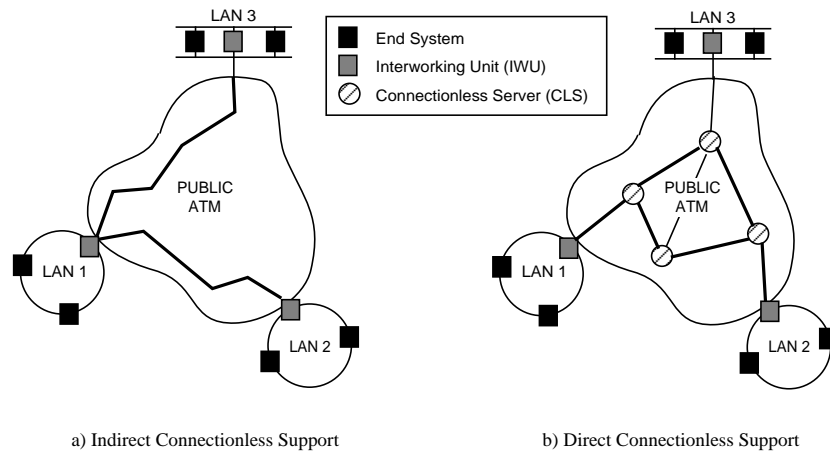 LAN 3
PUBLIC
ATM
LAN 1
LAN 2
End System
Interworking Unit (IWU)
Connectionless Server (CLS)
LAN 3
PUBLIC
ATM
LAN 1
LAN 2
a) Indirect Connectionless Support
b) Direct Connectionless Support